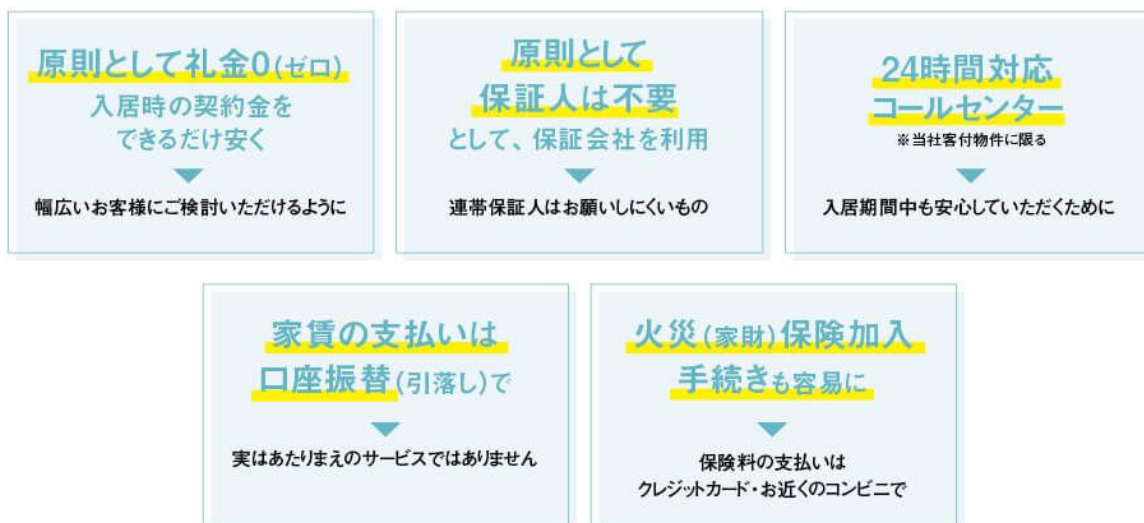 原則として礼金0(ゼロ)
入居時の契約金を
できるだけ安く
幅広いお客様にご検討いただけるように
原則として
保証人は不要
として、保証会社を利用
連帯保証人はお願いしにくいもの
24時間対応
コールセンター
※当社客付物件に限る
入居期間中も安心していただくために
家賃の支払いは
口座振替(引落し)で
実はあたりまえのサービスではありません
火災(家財)保険加入
手続きも容易に
保険料の支払いは
クレジットカード・お近くのコンビニで